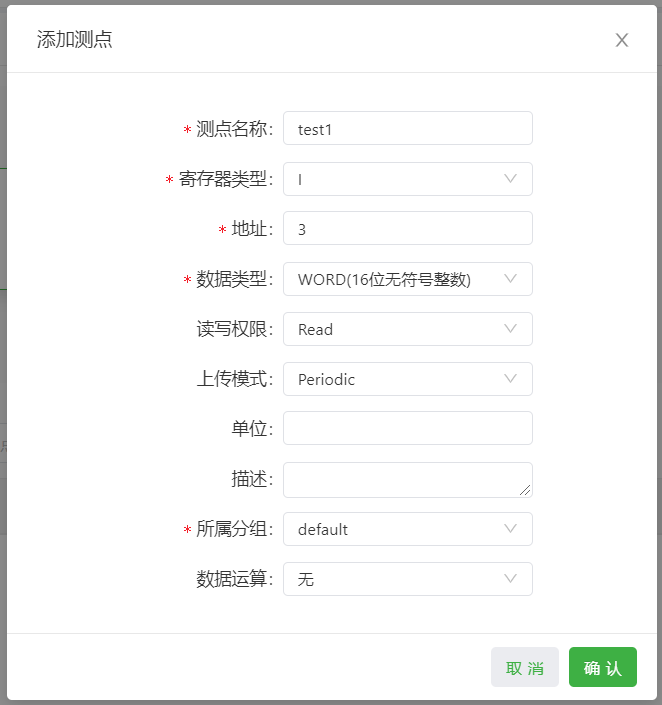 添加测点
* 测点名称: test1
* 寄存器类型: I
* 地址: 3
* 数据类型: WORD(16位无符号整数)
读写权限: Read
上传模式: Periodic
单位:
描述:
* 所属分组: default
数据运算: 无
取 消 确 认